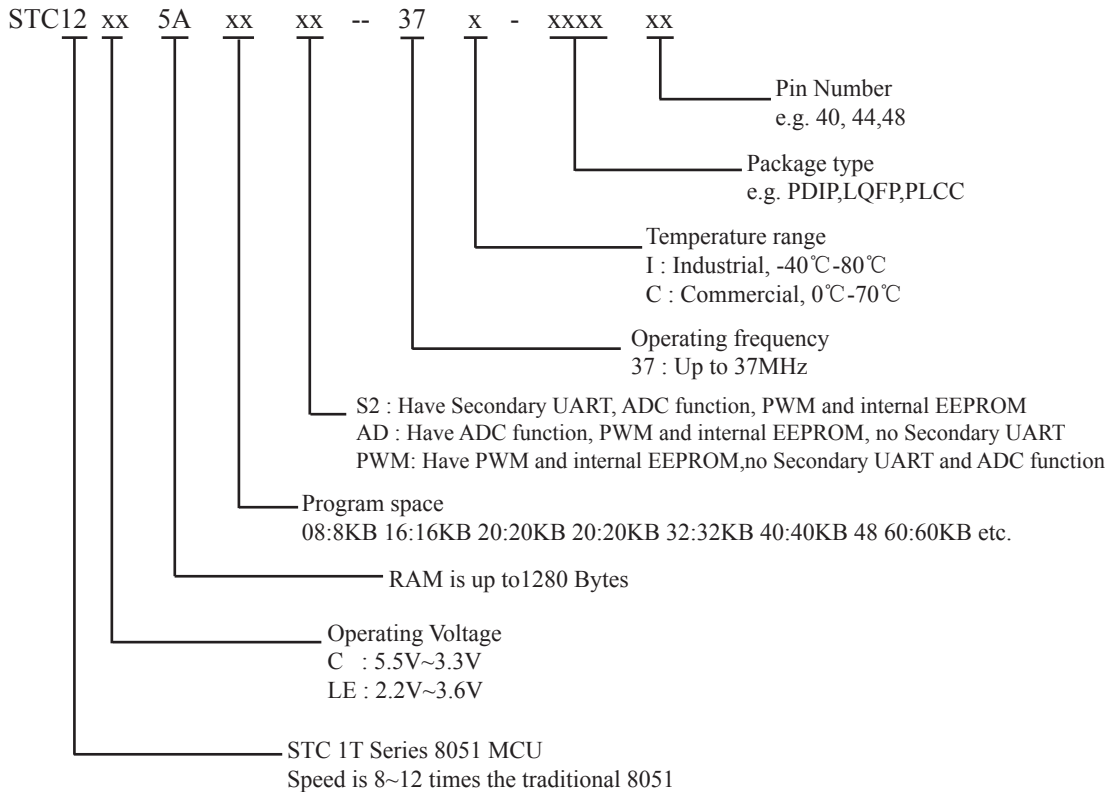 STC12 xx 5A xx xx -- 37 x - xxxx xx
Pin Number
e.g. 40, 44,48
Package type
e.g. PDIP,LQFP,PLCC
Temperature range
I : Industrial, -40℃-80℃
C : Commercial, 0℃-70℃
Operating frequency
37 : Up to 37MHz
S2 : Have Secondary UART, ADC function, PWM and internal EEPROM
AD : Have ADC function, PWM and internal EEPROM, no Secondary UART
PWM: Have PWM and internal EEPROM,no Secondary UART and ADC function
Program space
08:8KB 16:16KB 20:20KB 20:20KB 32:32KB 40:40KB 48 60:60KB etc.
RAM is up to1280 Bytes
Operating Voltage
C : 5.5V~3.3V
LE : 2.2V~3.6V
STC 1T Series 8051 MCU
Speed is 8~12 times the traditional 8051